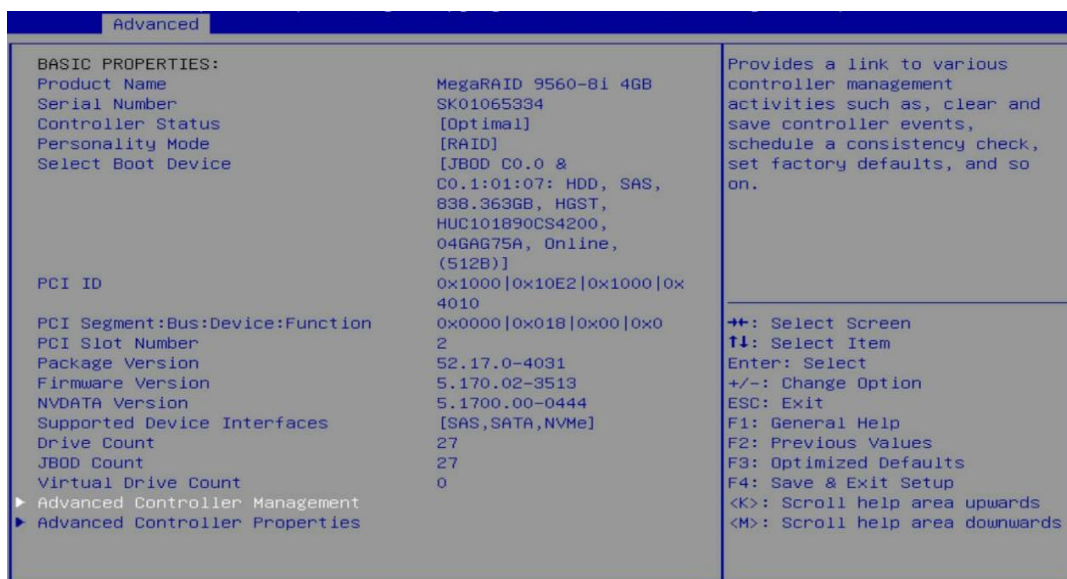 Advanced
BASIC PROPERTIES:
Product Name MegaRAID 9560-8i 4GB
Serial Number SK01065334
Controller Status [Optimal]
Personality Mode [RAID]
Select Boot Device [JBOD C0.0 &
C0.1:01:07: HDD, SAS,
838.363GB, HGST,
HUC101890CS4200,
04GAG75A, Online,
(512B)]
PCI ID 0x1000|0x10E2|0x1000|0x
4010
PCI Segment:Bus:Device:Function 0x0000|0x018|0x00|0x0
PCI Slot Number 2
Package Version 52.17.0-4031
Firmware Version 5.170.02-3513
NVDATA Version 5.1700.00-0444
Supported Device Interfaces [SAS,SATA,NVMe]
Drive Count 27
JBOD Count 27
Virtual Drive Count 0
▶ Advanced Controller Management
▶ Advanced Controller Properties
Provides a link to various
controller management
activities such as, clear and
save controller events,
schedule a consistency check,
set factory defaults, and so
on.
→←: Select Screen
↑↓: Select Item
Enter: Select
+/-: Change Option
ESC: Exit
F1: General Help
F2: Previous Values
F3: Optimized Defaults
F4: Save & Exit Setup
<K>: Scroll help area upwards
<M>: Scroll help area downwards